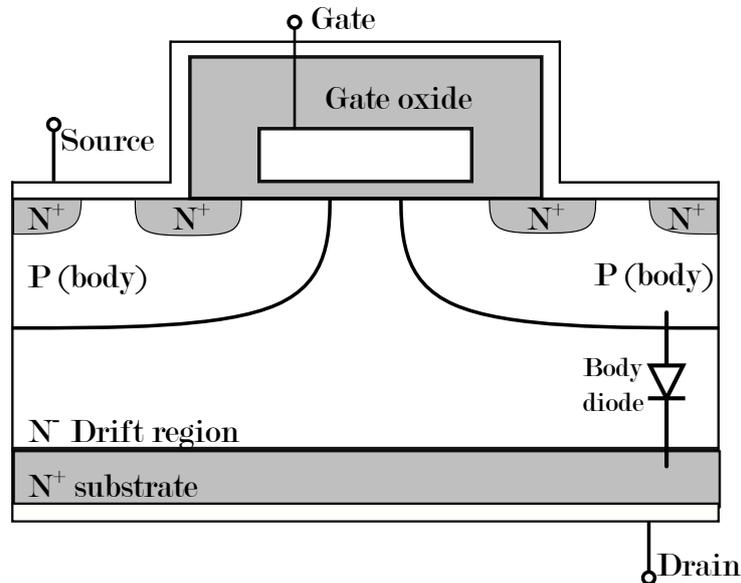 Gate
Gate oxide
Source
N⁺ N⁺ N⁺ N⁺
P (body) P (body)
Body
diode
N⁻ Drift region
N⁺ substrate
Drain